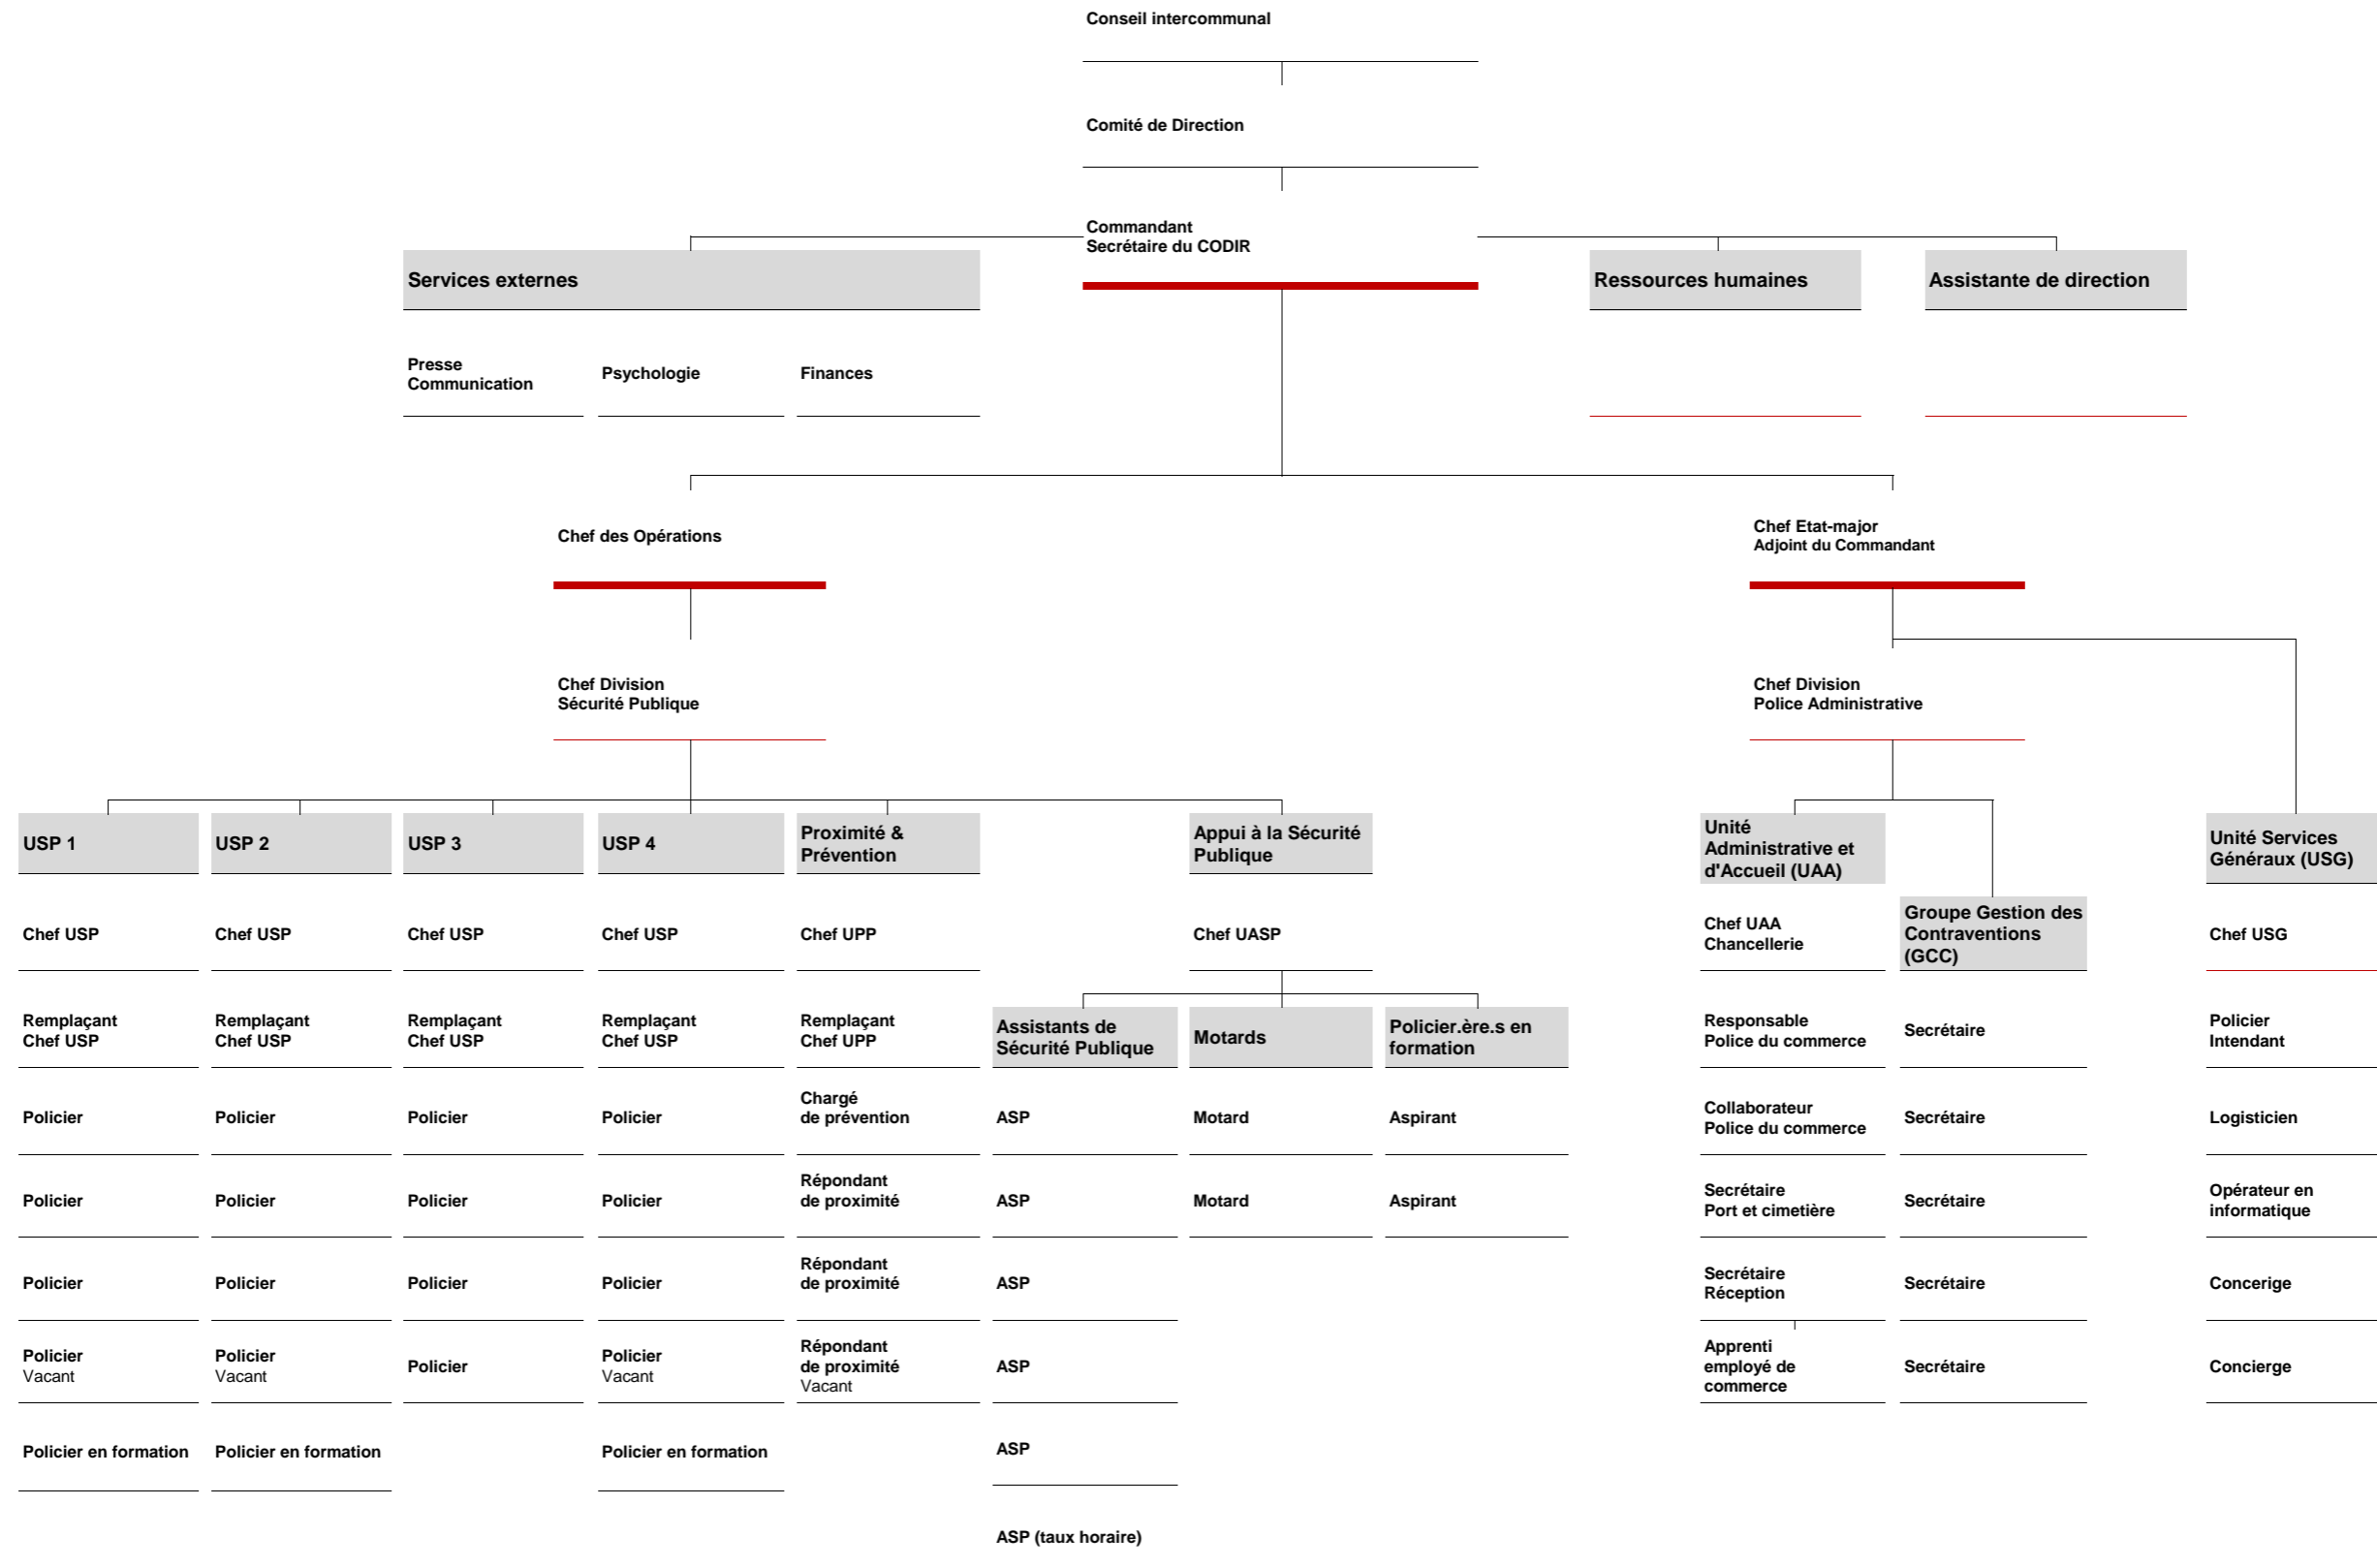 Conseil intercommunal
Comité de Direction
Commandant
Secrétaire du CODIR
Services externes
Ressources humaines
Assistante de direction
Presse
Communication
Psychologie
Finances
Chef des Opérations
Chef Etat-major
Adjoint du Commandant
Chef Division
Sécurité Publique
Chef Division
Police Administrative
USP 1
USP 2
USP 3
USP 4
Proximité &
Prévention
Appui à la Sécurité
Publique
Unité
Administrative et
d'Accueil (UAA)
Unité Services
Généraux (USG)
Chef USP
Chef USP
Chef USP
Chef USP
Chef UPP
Chef UASP
Chef UAA
Chancellerie
Groupe Gestion des
Contraventions
(GCC)
Chef USG
Remplaçant
Chef USP
Remplaçant
Chef USP
Remplaçant
Chef USP
Remplaçant
Chef USP
Remplaçant
Chef UPP
Assistants de
Sécurité Publique
Motards
Policier.ère.s en
formation
Responsable
Police du commerce
Secrétaire
Policier
Intendant
Policier
Policier
Policier
Policier
Chargé
de prévention
ASP
Motard
Aspirant
Collaborateur
Police du commerce
Secrétaire
Logisticien
Policier
Policier
Policier
Policier
Répondant
de proximité
ASP
Motard
Aspirant
Secrétaire
Port et cimetière
Secrétaire
Opérateur en
informatique
Policier
Policier
Policier
Policier
Répondant
de proximité
ASP
Secrétaire
Réception
Secrétaire
Concerige
Policier
Vacant
Policier
Vacant
Policier
Policier
Vacant
Répondant
de proximité
Vacant
ASP
Apprenti
employé de
commerce
Secrétaire
Concierge
Policier en formation
Policier en formation
Policier en formation
ASP
ASP (taux horaire)